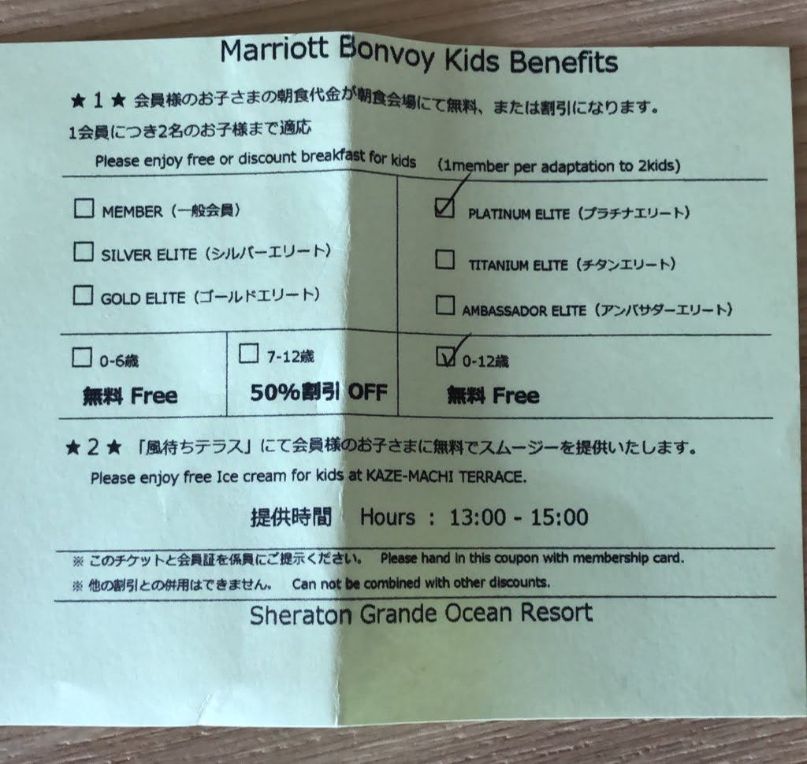 Marriott Bonvoy Kids Benefits
★1★ 会員様のお子さまの朝食代金が朝食会場にて無料、または割引になります。
1会員につき2名のお子様まで適応
Please enjoy free or discount breakfast for kids (1member per adaptation to 2kids)
☐ MEMBER（一般会員） ☑ PLATINUM ELITE（プラチナエリート）
☐ SILVER ELITE（シルバーエリート） ☐ TITANIUM ELITE（チタンエリート）
☐ GOLD ELITE（ゴールドエリート） ☐ AMBASSADOR ELITE（アンバサダーエリート）
☐ 0-6歳 ☐ 7-12歳 ☑ 0-12歳
無料 Free 50%割引 OFF 無料 Free
★2★ 「風待ちテラス」にて会員様のお子さまに無料でスムージーを提供いたします。
Please enjoy free Ice cream for kids at KAZE-MACHI TERRACE.
提供時間 Hours : 13:00 - 15:00
※ このチケットと会員証を係員にご提示ください。 Please hand in this coupon with membership card.
※ 他の割引との併用はできません。 Can not be combined with other discounts.
Sheraton Grande Ocean Resort